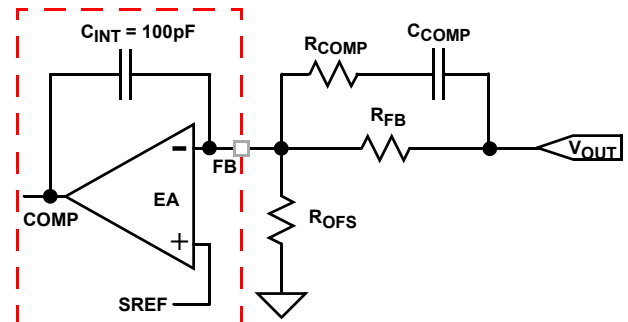 C_INT = 100pF
R_COMP
C_COMP
R_FB
V_OUT
-
FB
EA
COMP
R_OFS
+
SREF